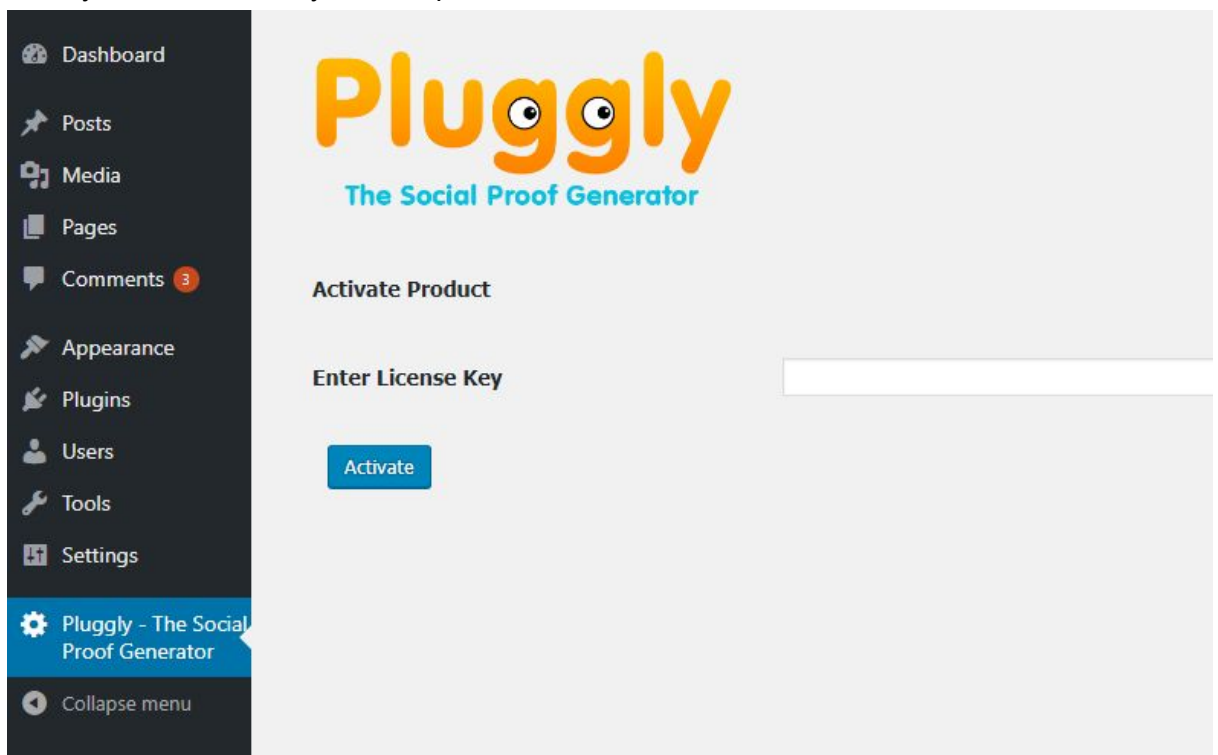 Dashboard
Posts
Media
Pages
Comments 3
Appearance
Plugins
Users
Tools
Settings
Pluggly - The Social
Proof Generator
Collapse menu
Pluggly
The Social Proof Generator
Activate Product
Enter License Key
Activate